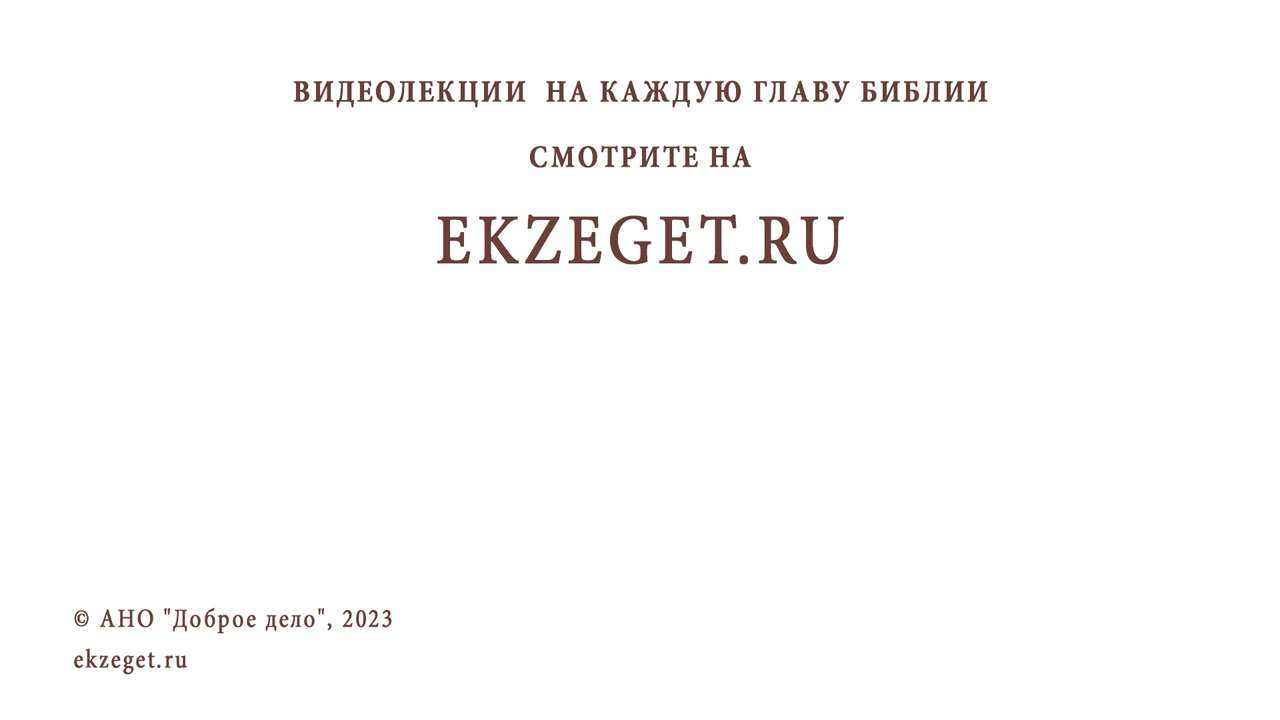 ВИДЕОЛЕКЦИИ НА КАЖДУЮ ГЛАВУ БИБЛИИ
СМОТРИТЕ НА
EKZEGET.RU
© АНО "Доброе дело", 2023
ekzeget.ru